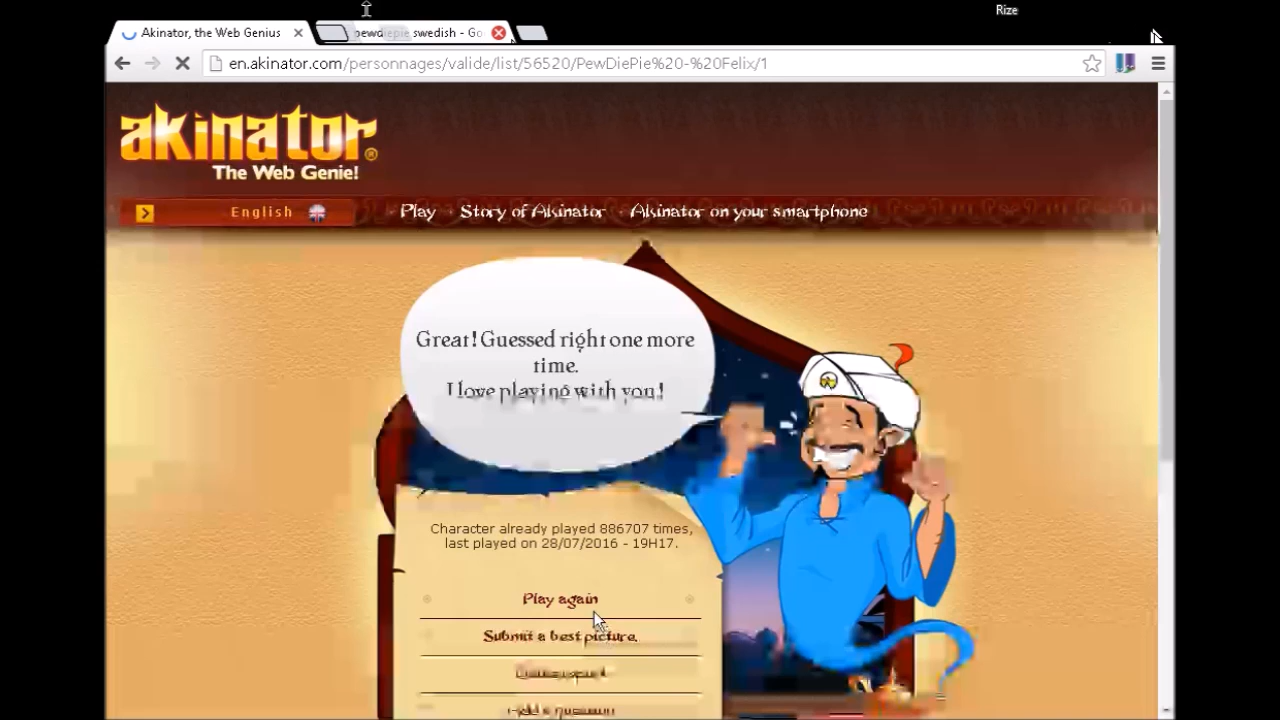 Rize
Akinator, the Web Genius
pewdiepie swedish - Go
en.akinator.com/personnages/valide/list/56520/PewDiePie%20-%20Felix/1
akinator®
The Web Genie!
English
Play
Story of Akinator
Akinator on your smartphone
Great! Guessed right one more
time.
I love playing with you!
Character already played 886707 times,
last played on 28/07/2016 - 19H17.
Play again
Submit a best picture.